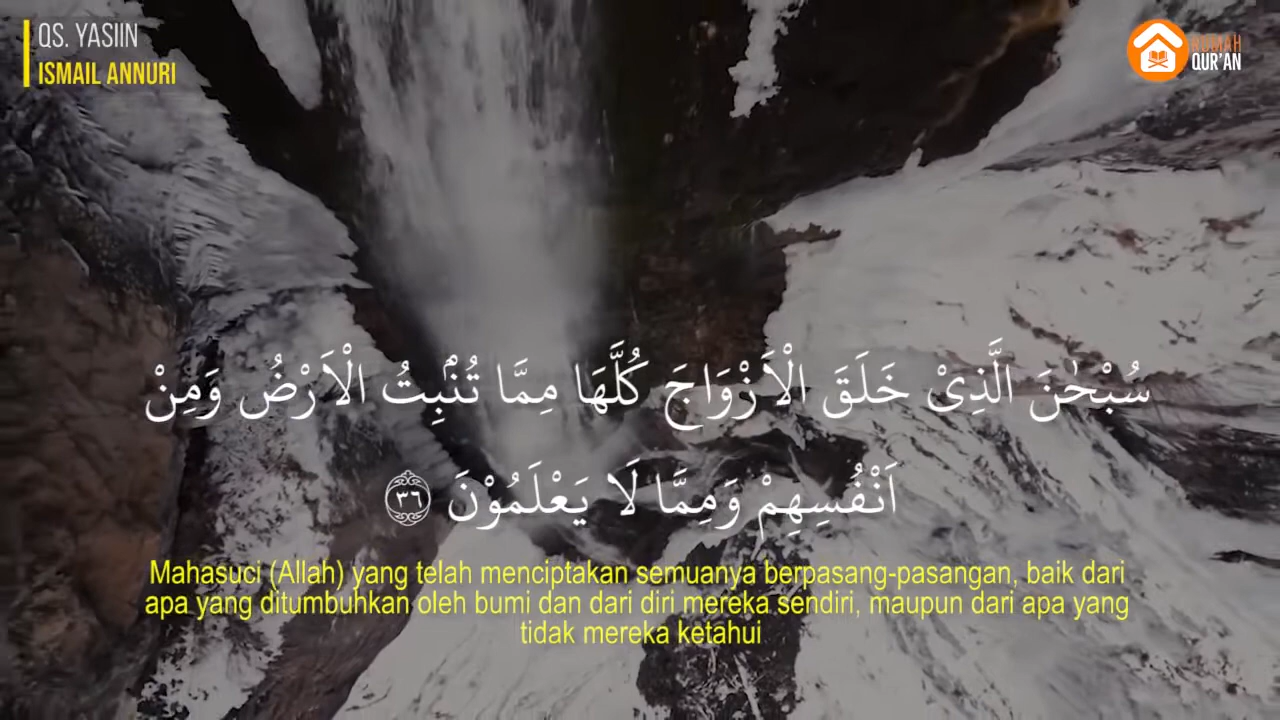 QS. YASIIN
ISMAIL ANNURI
RUMAH
QUR'AN
سُبْحٰنَ الَّذِيْ خَلَقَ الْاَزْوَاجَ كُلَّهَا مِمَّا تُنْۢبِتُ الْاَرْضُ وَمِنْ
اَنْفُسِهِمْ وَمِمَّا لَا يَعْلَمُوْنَ ٣٦
Mahasuci (Allah) yang telah menciptakan semuanya berpasang-pasangan, baik dari
apa yang ditumbuhkan oleh bumi dan dari diri mereka sendiri, maupun dari apa yang
tidak mereka ketahui